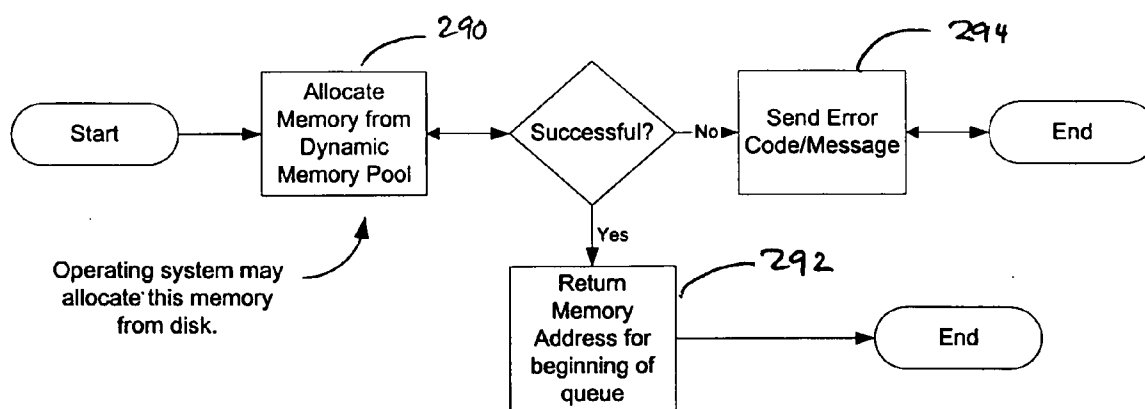 290
294
Start
Allocate
Memory from
Dynamic
Memory Pool
Successful?
No
Send Error
Code/Message
End
Yes
Operating system may
allocate this memory
from disk.
292
Return
Memory
Address for
beginning of
queue
End